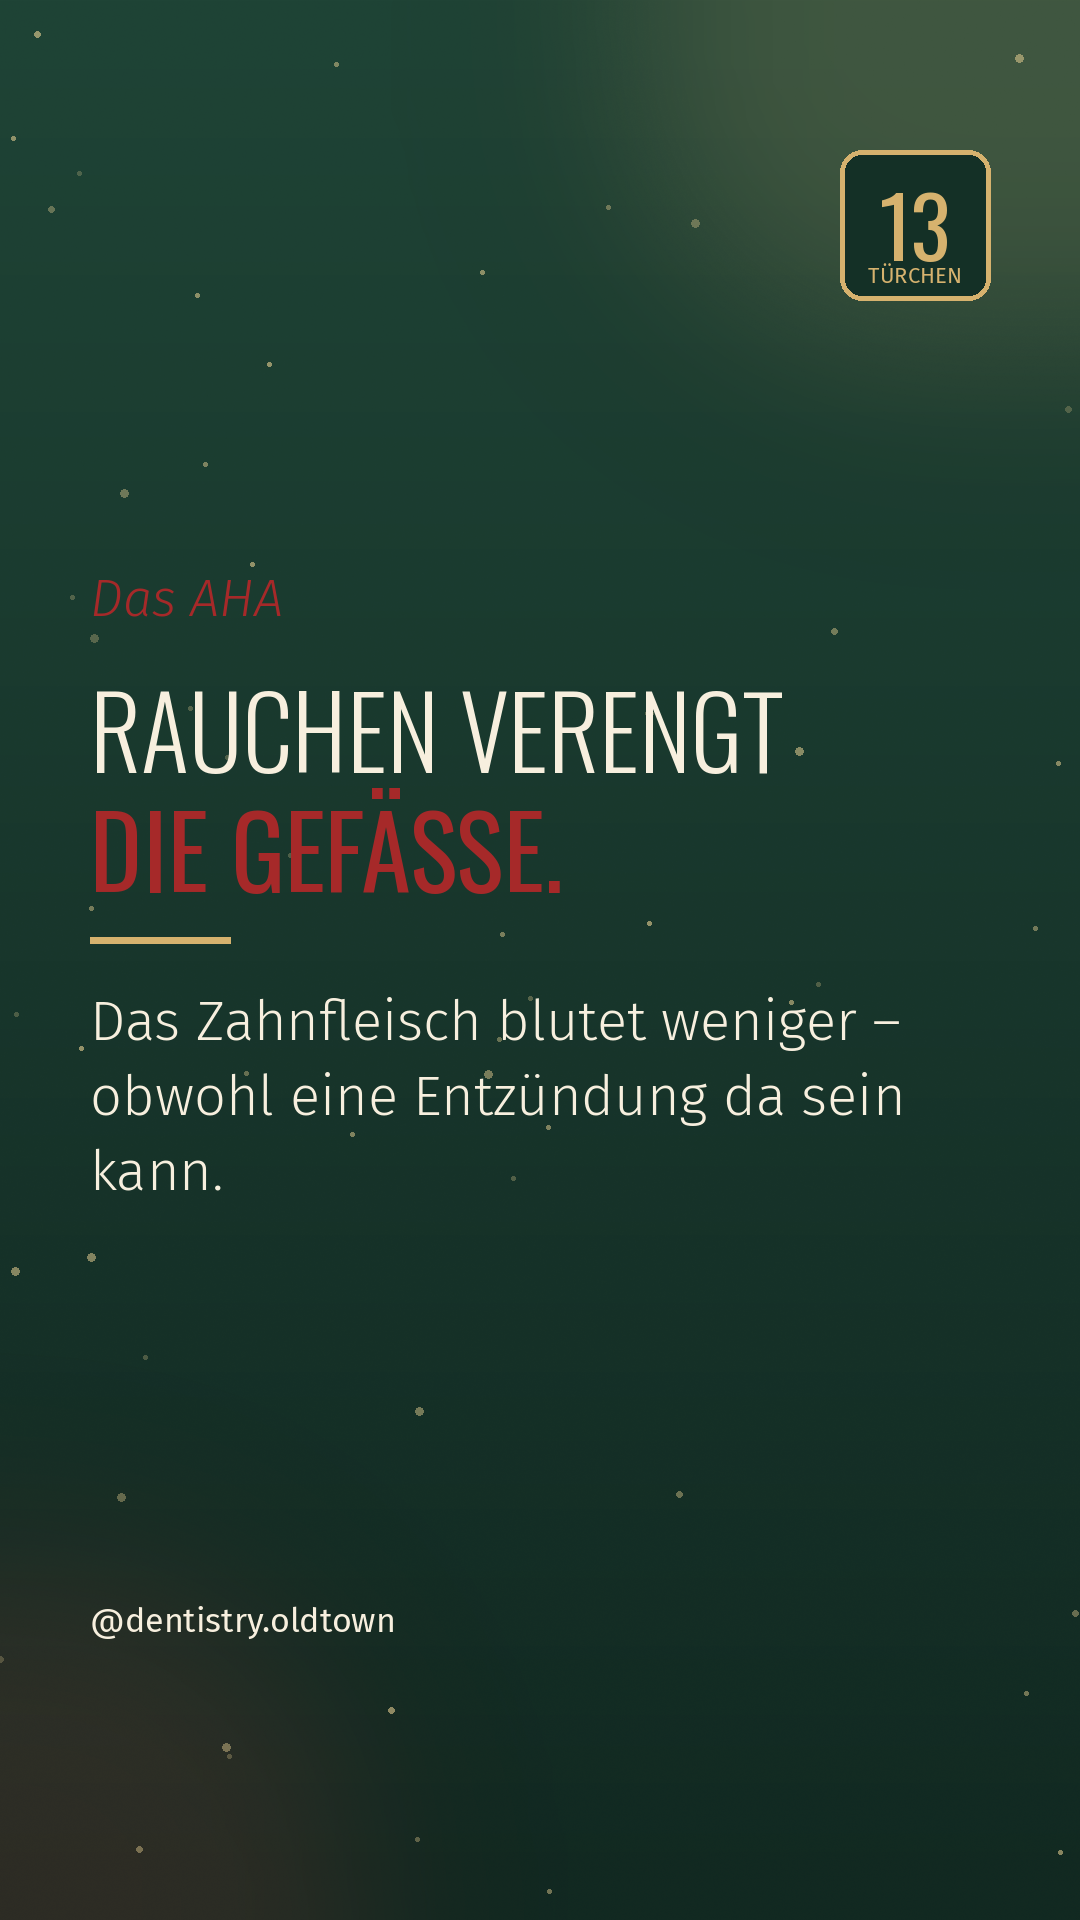 13
TÜRCHEN
Das AHA
RAUCHEN VERENGT
DIE GEFÄSSE.
Das Zahnfleisch blutet weniger –
obwohl eine Entzündung da sein
kann.
@dentistry.oldtown